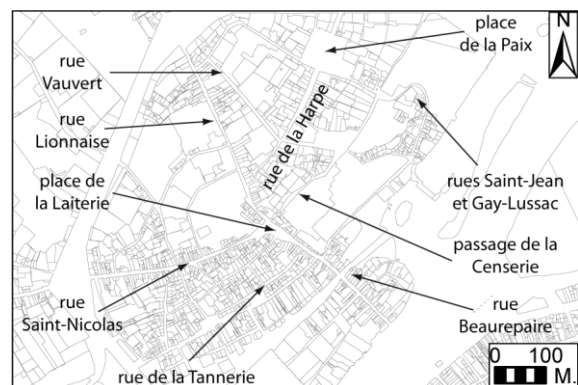 place
de la Paix
N
rue
Vauvert
rue
Lionnaise
rue de la Harpe
place de
la Laiterie
rues Saint-Jean
et Gay-Lussac
passage de la
Censerie
rue
Saint-Nicolas
rue
Beaurepaire
rue de la Tannerie
0 100
M.